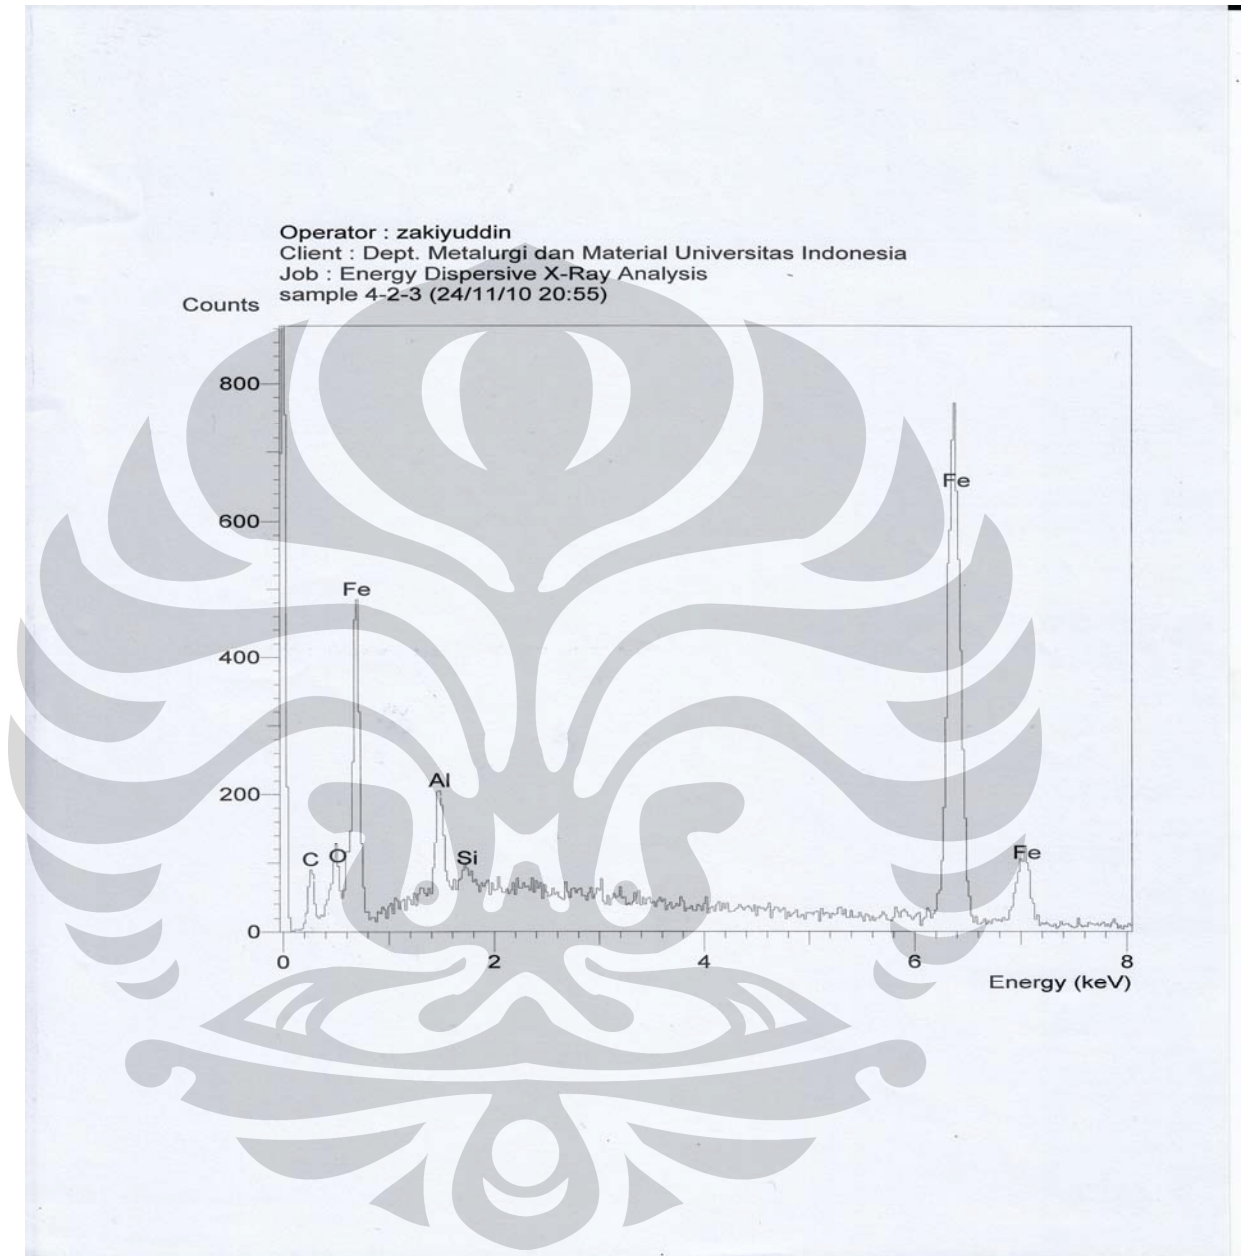 Operator : zakiyuddin
Client : Dept. Metalurgi dan Material Universitas Indonesia
Job : Energy Dispersive X-Ray Analysis
sample 4-2-3 (24/11/10 20:55)
Counts
800
600
400
200
0
Fe
Fe
Al
C
O
Si
Fe
0
2
4
6
8
Energy (keV)